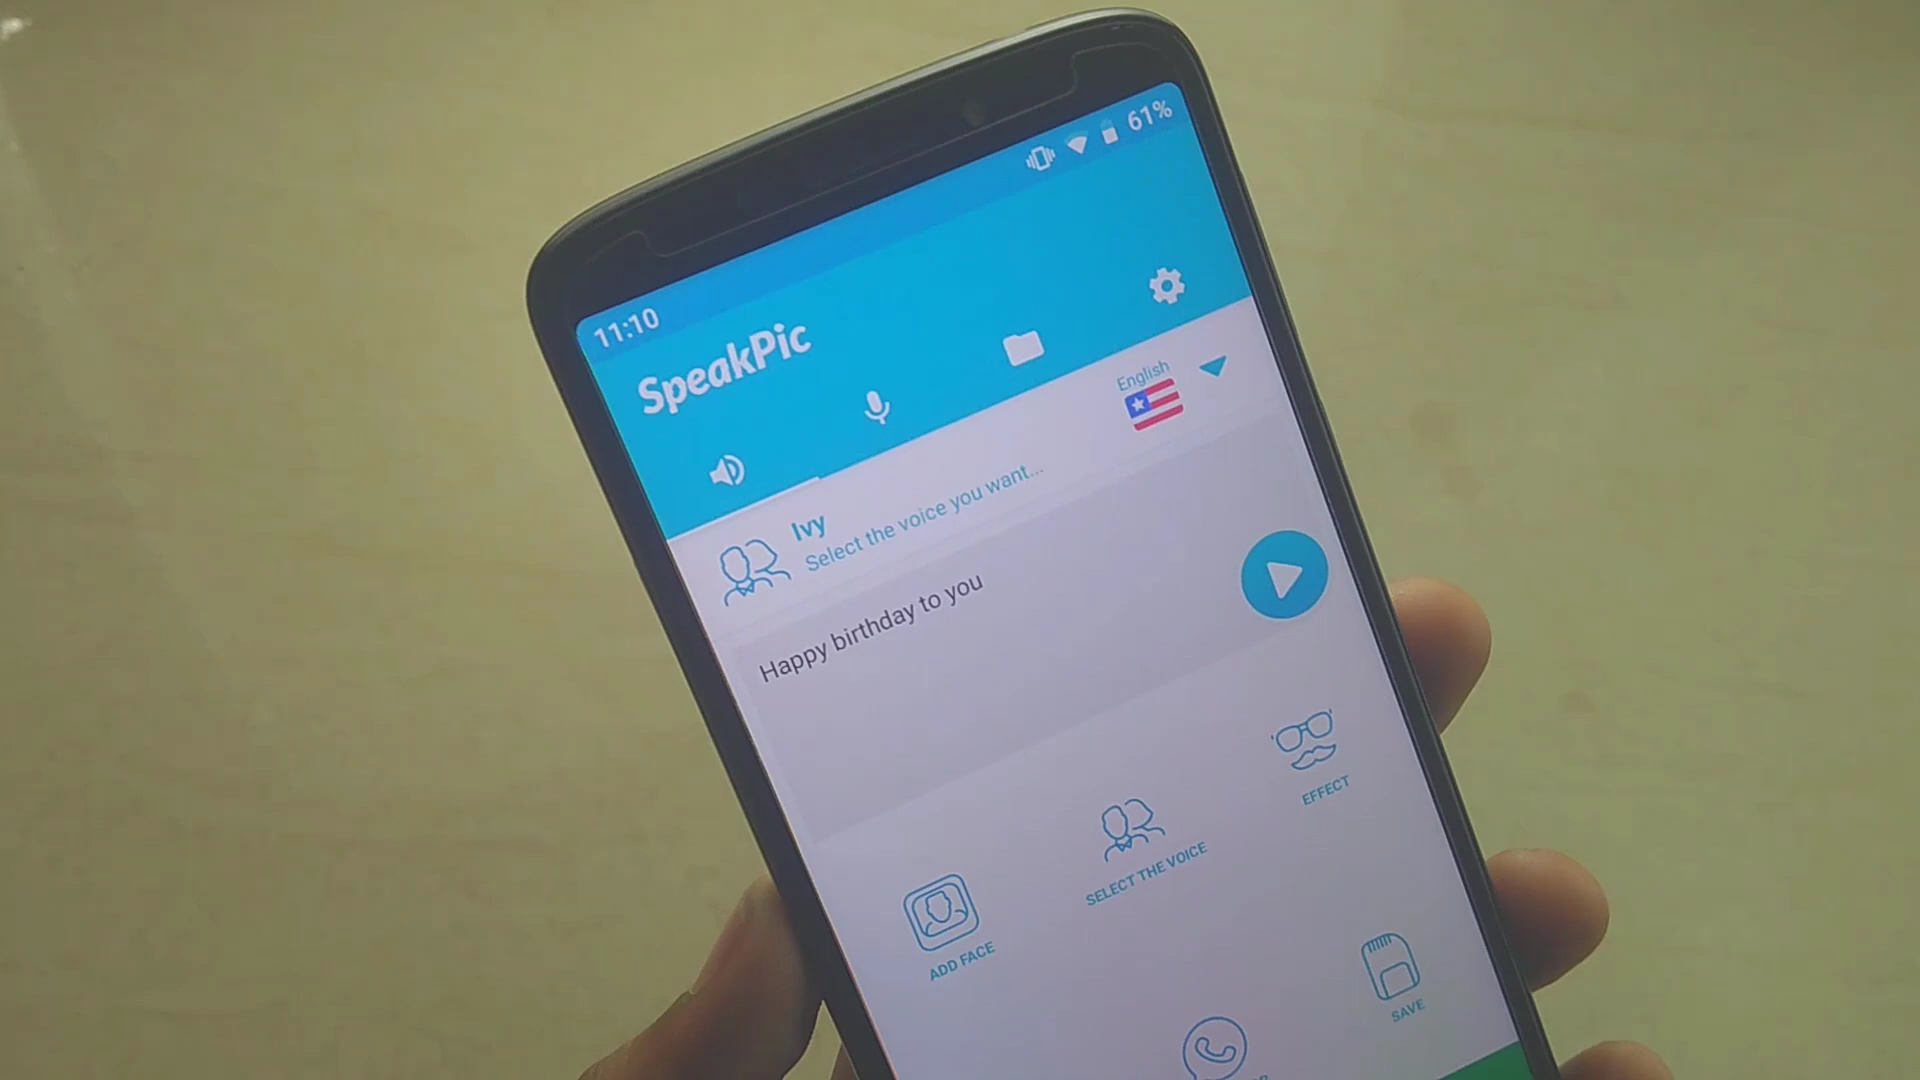 11:10
61%
SpeakPic
English
Ivy
Select the voice you want...
Happy birthday to you
ADD FACE
SELECT THE VOICE
EFFECT
SAVE